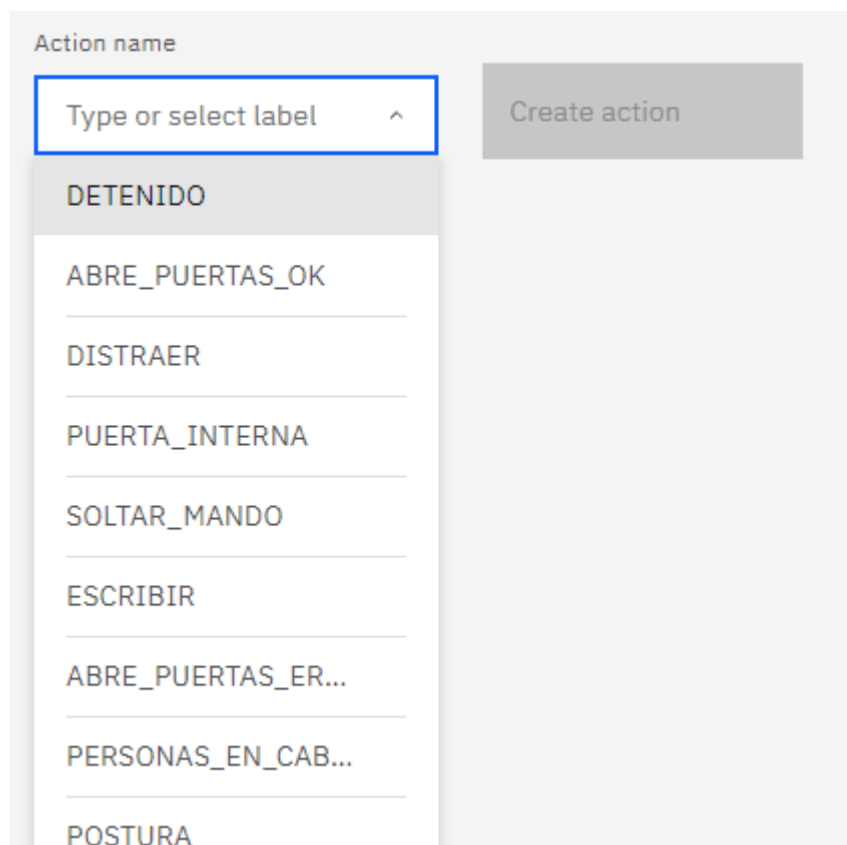 Action name
Type or select label
Create action
DETENIDO
ABRE_PUERTAS_OK
DISTRAER
PUERTA_INTERNA
SOLTAR_MANDO
ESCRIBIR
ABRE_PUERTAS_ER...
PERSONAS_EN_CAB...
POSTURA